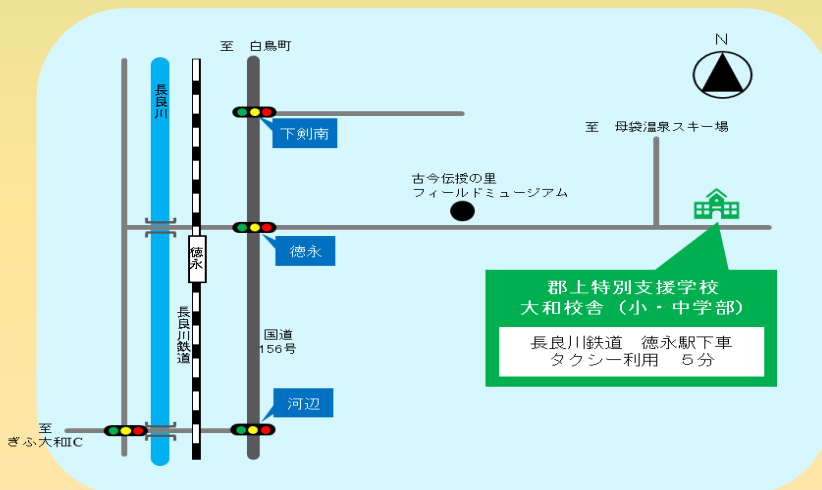 至　白鳥町
N
長良川
下剣南
至　母袋温泉スキー場
古今伝授の里
フィールドミュージアム
徳永
徳永
郡上特別支援学校
大和校舎（小・中学部）
長良川鉄道　徳永駅下車
タクシー利用　５分
長良川鉄道
国道
156号
河辺
至
ぎふ大和IC